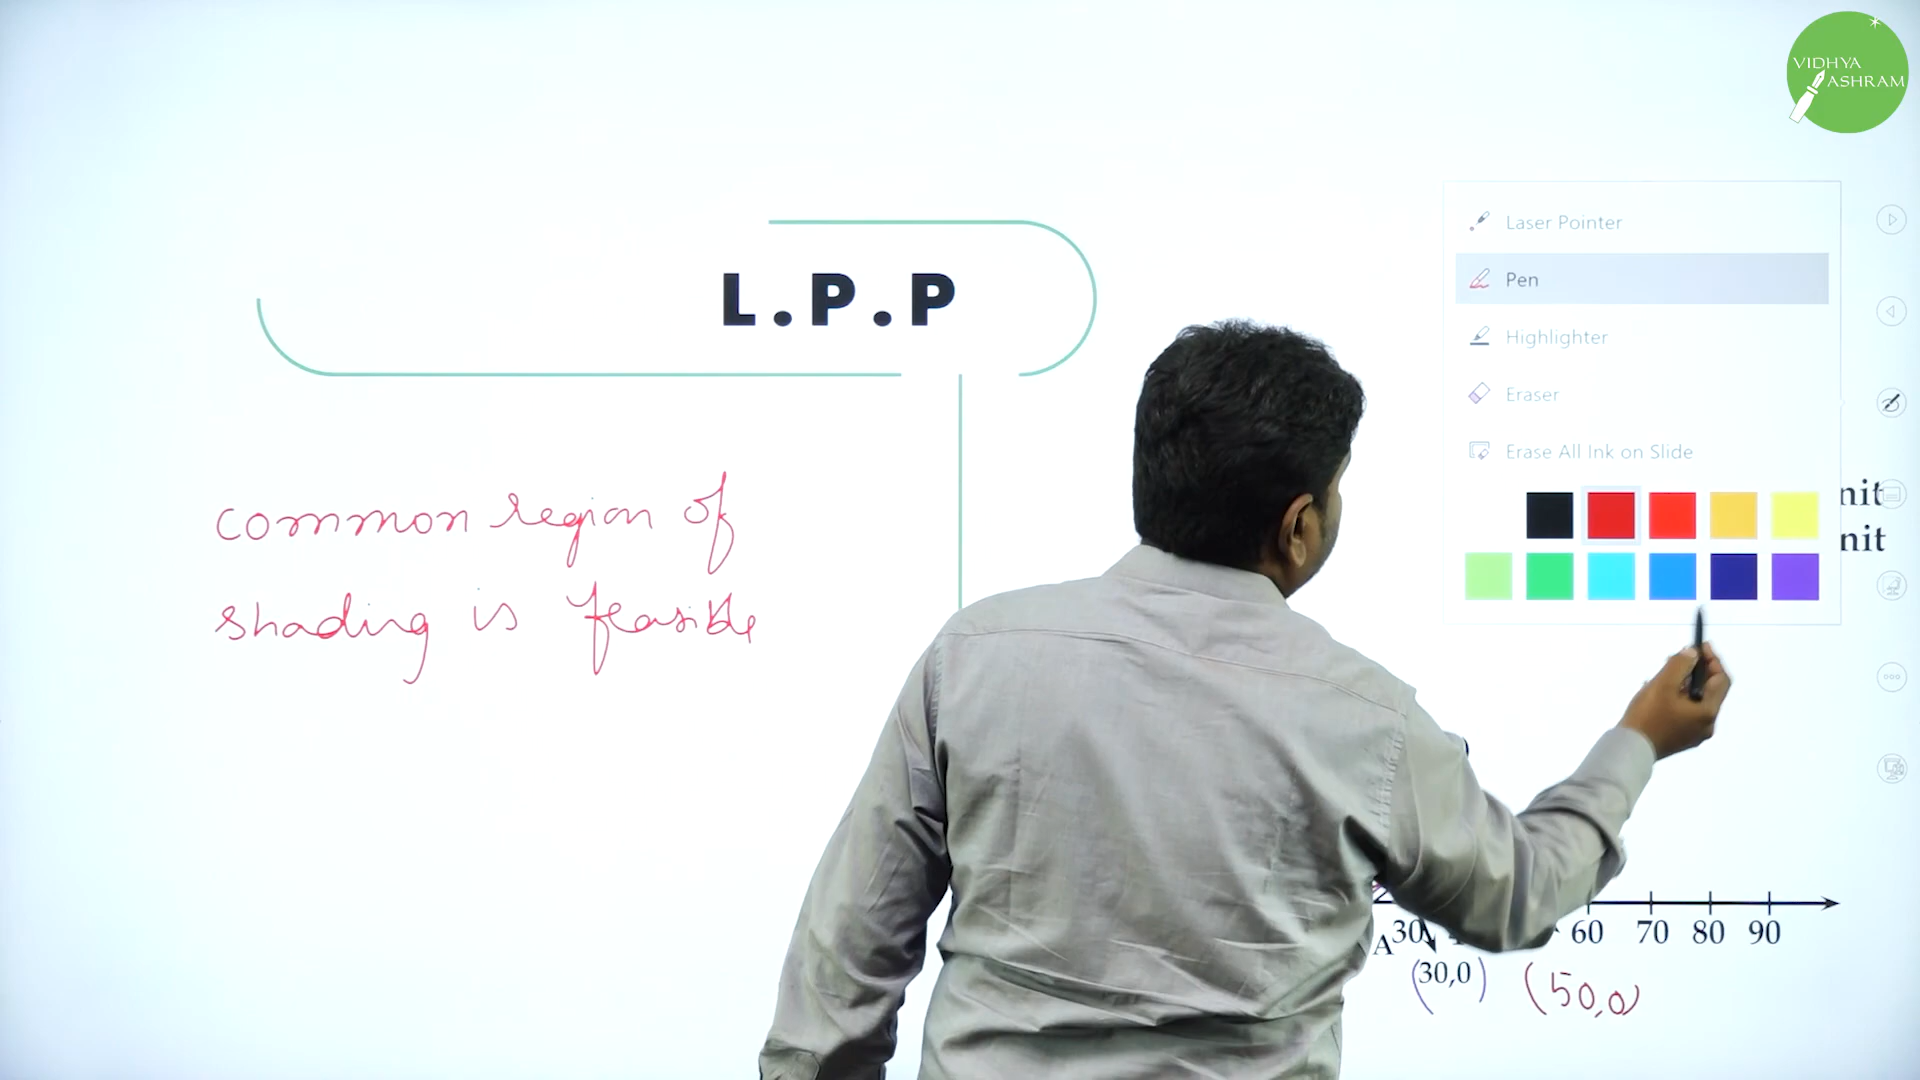 VIDHYA
ASHRAM
L.P.P
Laser Pointer
Pen
Highlighter
Eraser
Erase All Ink on Slide
nit
nit
common region of
shading is feasible
A 30 60 70 80 90
(30,0) (50,0)